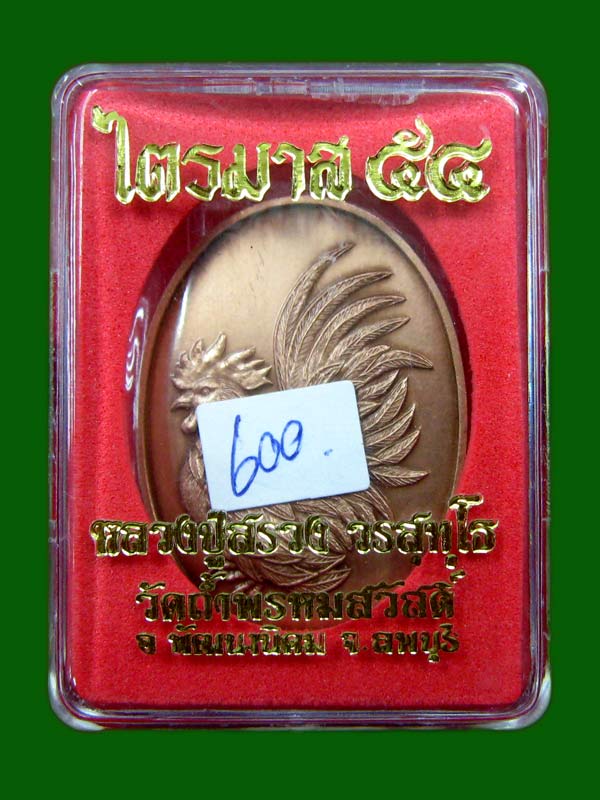 ไตรมาส ๕๔
600.
หลวงปู่สรวง วรสุทฺโธ
วัดถ้ำพรหมสวัสดิ์
อ พัฒนานิคม จ.ลพบุรี